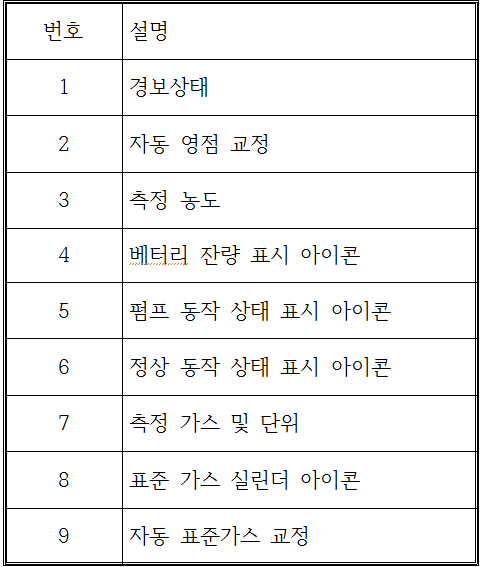 번호 설명
1 경보상태
2 자동 영점 교정
3 측정 농도
4 베터리 잔량 표시 아이콘
5 펌프 동작 상태 표시 아이콘
6 정상 동작 상태 표시 아이콘
7 측정 가스 및 단위
8 표준 가스 실린더 아이콘
9 자동 표준가스 교정